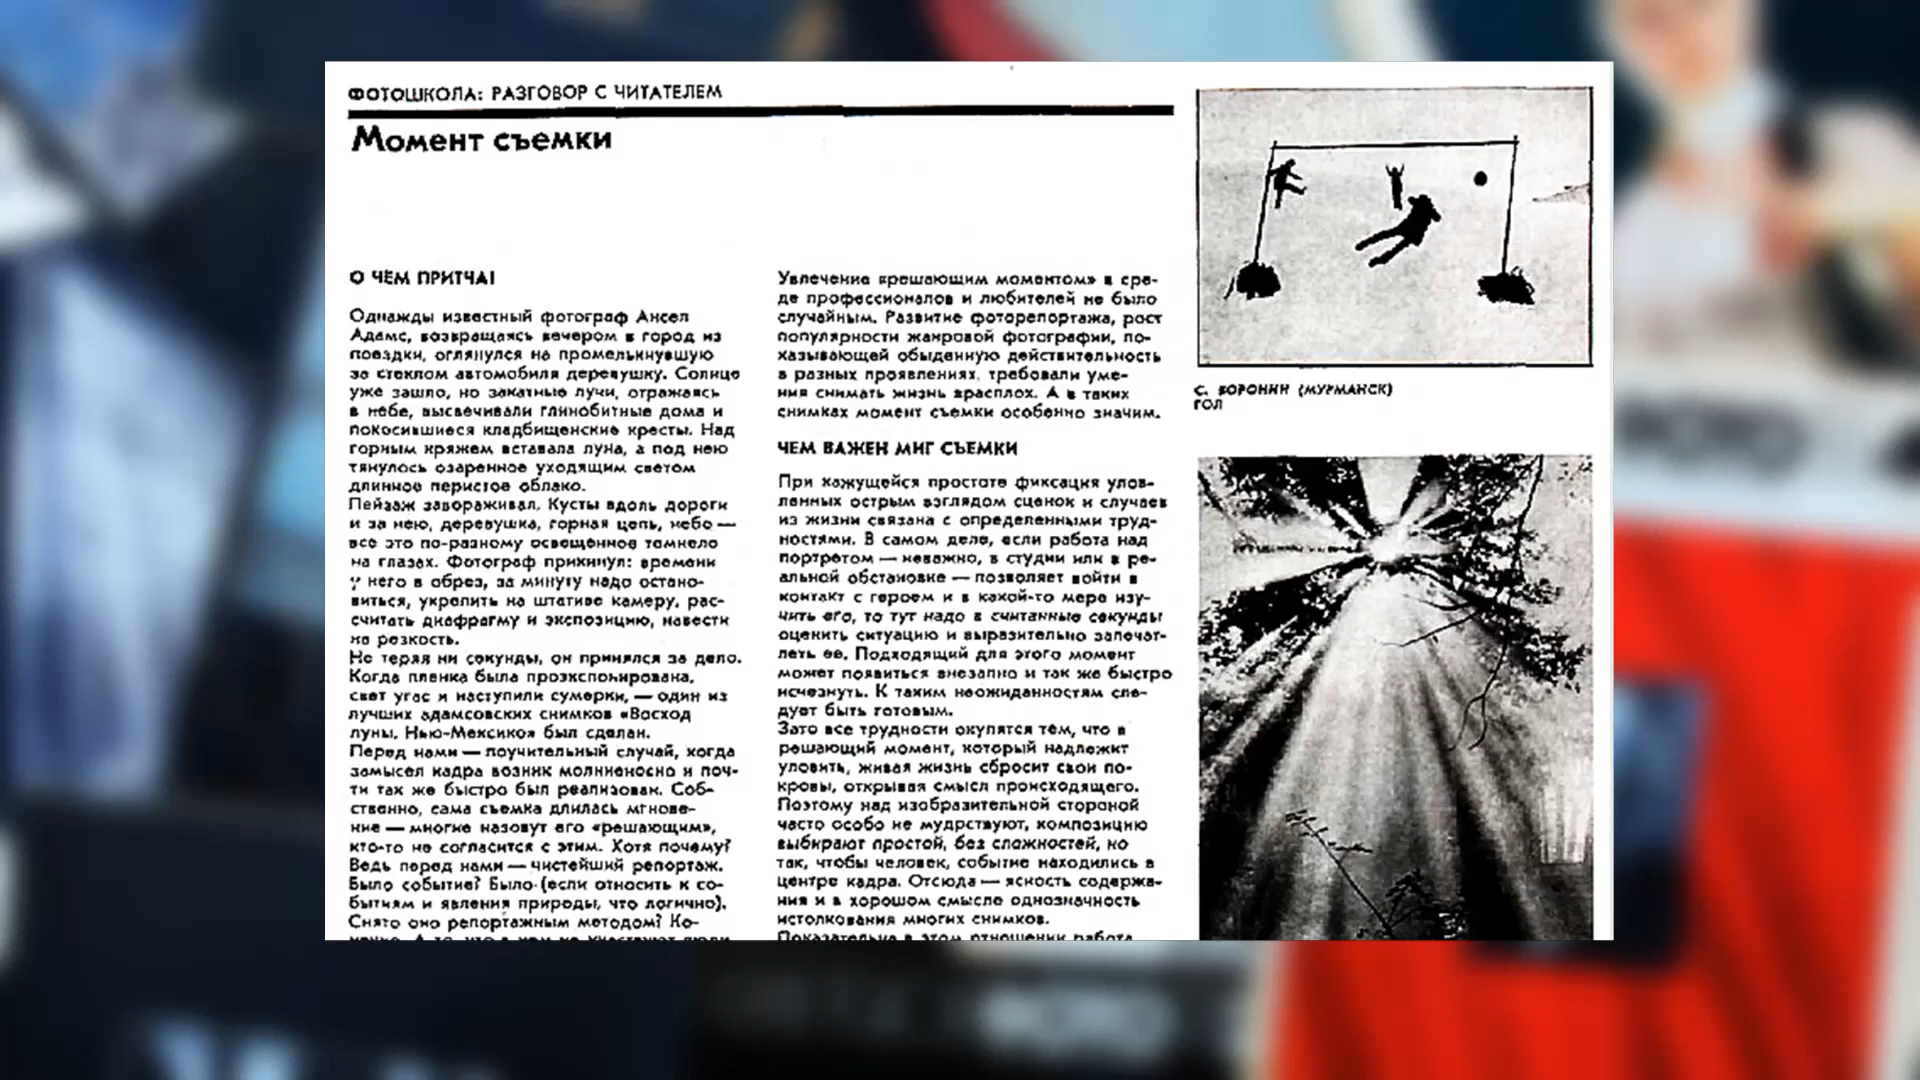 ФОТОШКОЛА: РАЗГОВОР С ЧИТАТЕЛЕМ
Момент съемки
О ЧЕМ ПРИТЧА?
Однажды известный фотограф Ансел
Адамс, возвращаясь вечером в город из
поездки, оглянулся на промелькнувшую
за стеклом автомобиля деревушку. Солнце
уже зашло, но закатные лучи, отражаясь
в небе, высвечивали глинобитные дома и
покосившиеся кладбищенские кресты. Над
горным кряжем вставала луна, а под нею
тянулось озаренное уходящим светом
длинное перистое облако.
Пейзаж завораживал. Кусты вдоль дороги
и за нею, деревушка, горная цепь, небо —
все это по-разному освещенное темнело
на глазах. Фотограф прикинул: времени
у него в обрез, за минуту надо остано-
виться, укрепить на штативе камеру, рас-
считать диафрагму и экспозицию, навести
на резкость.
Не теряя ни секунды, он принялся за дело.
Когда пленка была проэкспонирована,
свет угас и наступили сумерки, — один из
лучших адамсовских снимков «Восход
луны, Нью-Мексико» был сделан.
Перед нами — поучительный случай, когда
замысел кадра возник молниеносно и поч-
ти так же быстро был реализован. Соб-
ственно, сама съемка длилась мгнове-
ние — многие назовут его «решающим»,
кто-то не согласится с этим. Хотя почему?
Ведь перед нами — чистейший репортаж.
Было событие? Было (если относить к со-
бытиям и явления природы, что логично).
Снято оно репортажным методом? Ко-
нечно. А то, что в нем не участвуют люди
Увлечение «решающим моментом» в сре-
де профессионалов и любителей не было
случайным. Развитие фоторепортажа, рост
популярности жанровой фотографии, по-
казывающей обыденную действительность
в разных проявлениях, требовали уме-
ния снимать жизнь врасплох. А в таких
снимках момент съемки особенно значим.
ЧЕМ ВАЖЕН МИГ СЪЕМКИ
При кажущейся простоте фиксация улов-
ленных острым взглядом сценок и случаев
из жизни связана с определенными труд-
ностями. В самом деле, если работа над
портретом — неважно, в студии или в ре-
альной обстановке — позволяет войти в
контакт с героем и в какой-то мере изу-
чить его, то тут надо в считанные секунды
оценить ситуацию и выразительно запечат-
леть ее. Подходящий для этого момент
может появиться внезапно и так же быстро
исчезнуть. К таким неожиданностям сле-
дует быть готовым.
Зато все трудности окупятся тем, что в
решающий момент, который надлежит
уловить, живая жизнь сбросит свои по-
кровы, открывая смысл происходящего.
Поэтому над изобразительной стороной
часто особо не мудрствуют, композицию
выбирают простой, без сложностей, но
так, чтобы человек, событие находились в
центре кадра. Отсюда — ясность содержа-
ния и в хорошем смысле однозначность
истолкования многих снимков.
Показательна в этом отношении работа
С. ВОРОНИН (МУРМАНСК)
ГОЛ